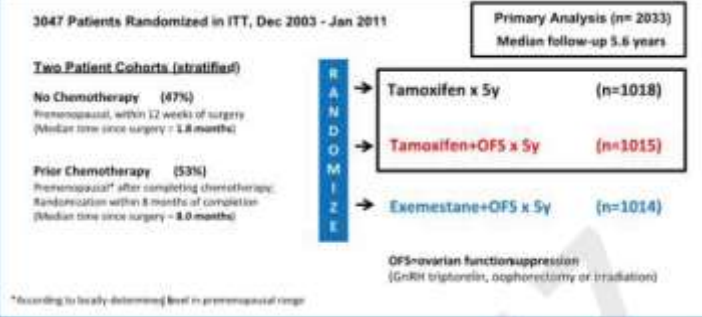 3047 Patients Randomized in ITT, Dec 2003 - Jan 2011
Primary Analysis (n= 2033)
Median follow-up 5.6 years
Two Patient Cohorts (stratified)
No Chemotherapy (47%)
Premenopausal, within 12 weeks of surgery
(Median time since surgery = 1.8 months)
Prior Chemotherapy (53%)
Premenopausal* after completing chemotherapy;
Randomization within 8 months of completion
(Median time since surgery = 8.0 months)
RANDOMIZE
Tamoxifen x 5y (n=1018)
Tamoxifen+OFS x 5y (n=1015)
Exemestane+OFS x 5y (n=1014)
OFS=ovarian functionsuppression
(GnRH triptorelin, oophorectomy or irradiation)
*According to locally determined level in premenopausal range